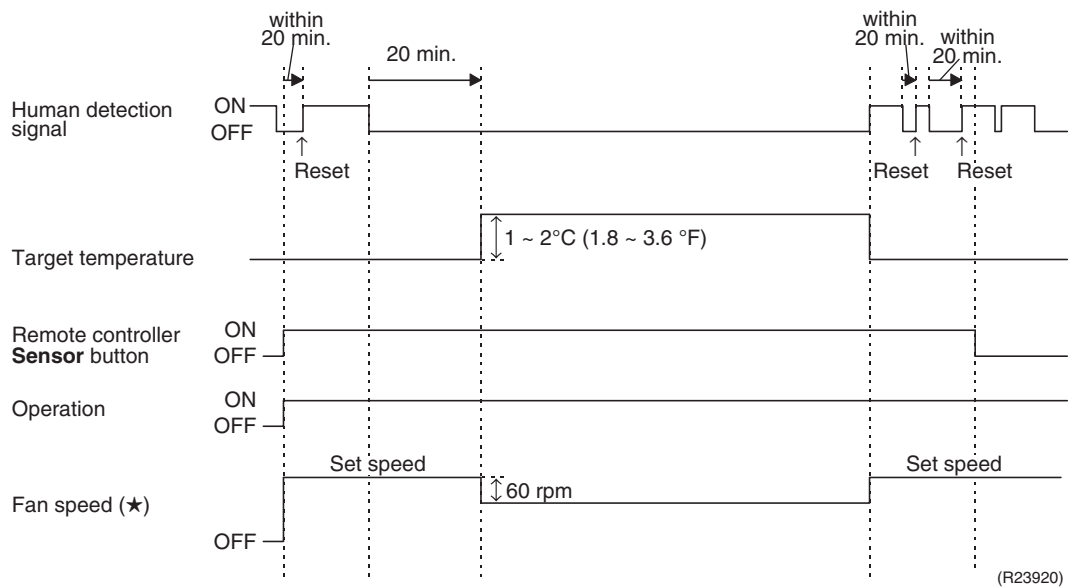 within
20 min.
20 min.
within
20 min.
within
20 min.
Human detection
signal
ON
OFF
Reset
Reset
Reset
Target temperature
1 ~ 2°C (1.8 ~ 3.6 °F)
Remote controller
Sensor button
ON
OFF
Operation
ON
OFF
Set speed
Set speed
Fan speed (★)
60 rpm
OFF
(R23920)